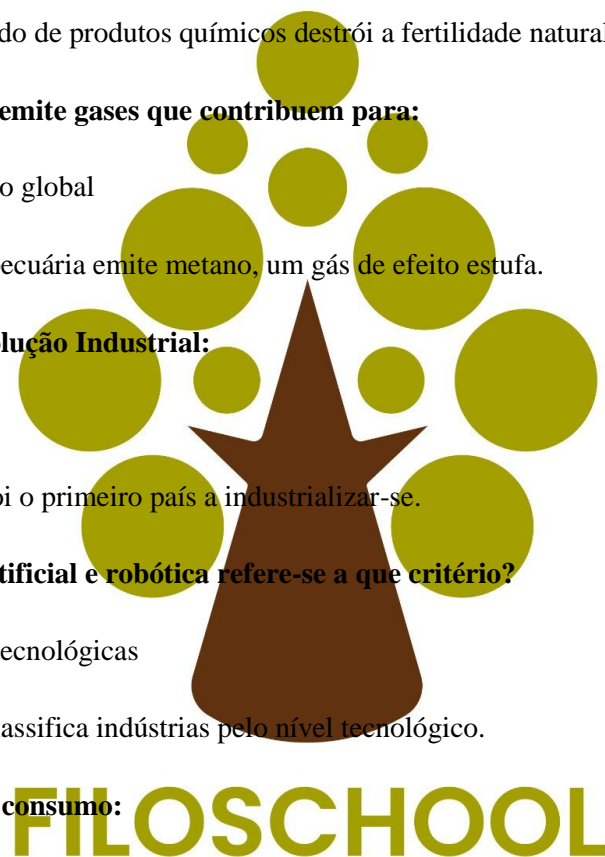 do de produtos químicos destrói a fertilidade natural
emite gases que contribuem para:
o global
ecuária emite metano, um gás de efeito estufa.
lução Industrial:
oi o primeiro país a industrializar-se.
tificial e robótica refere-se a que critério?
ecnológicas
assifica indústrias pelo nível tecnológico.
consumo:
FILOSCHOOL